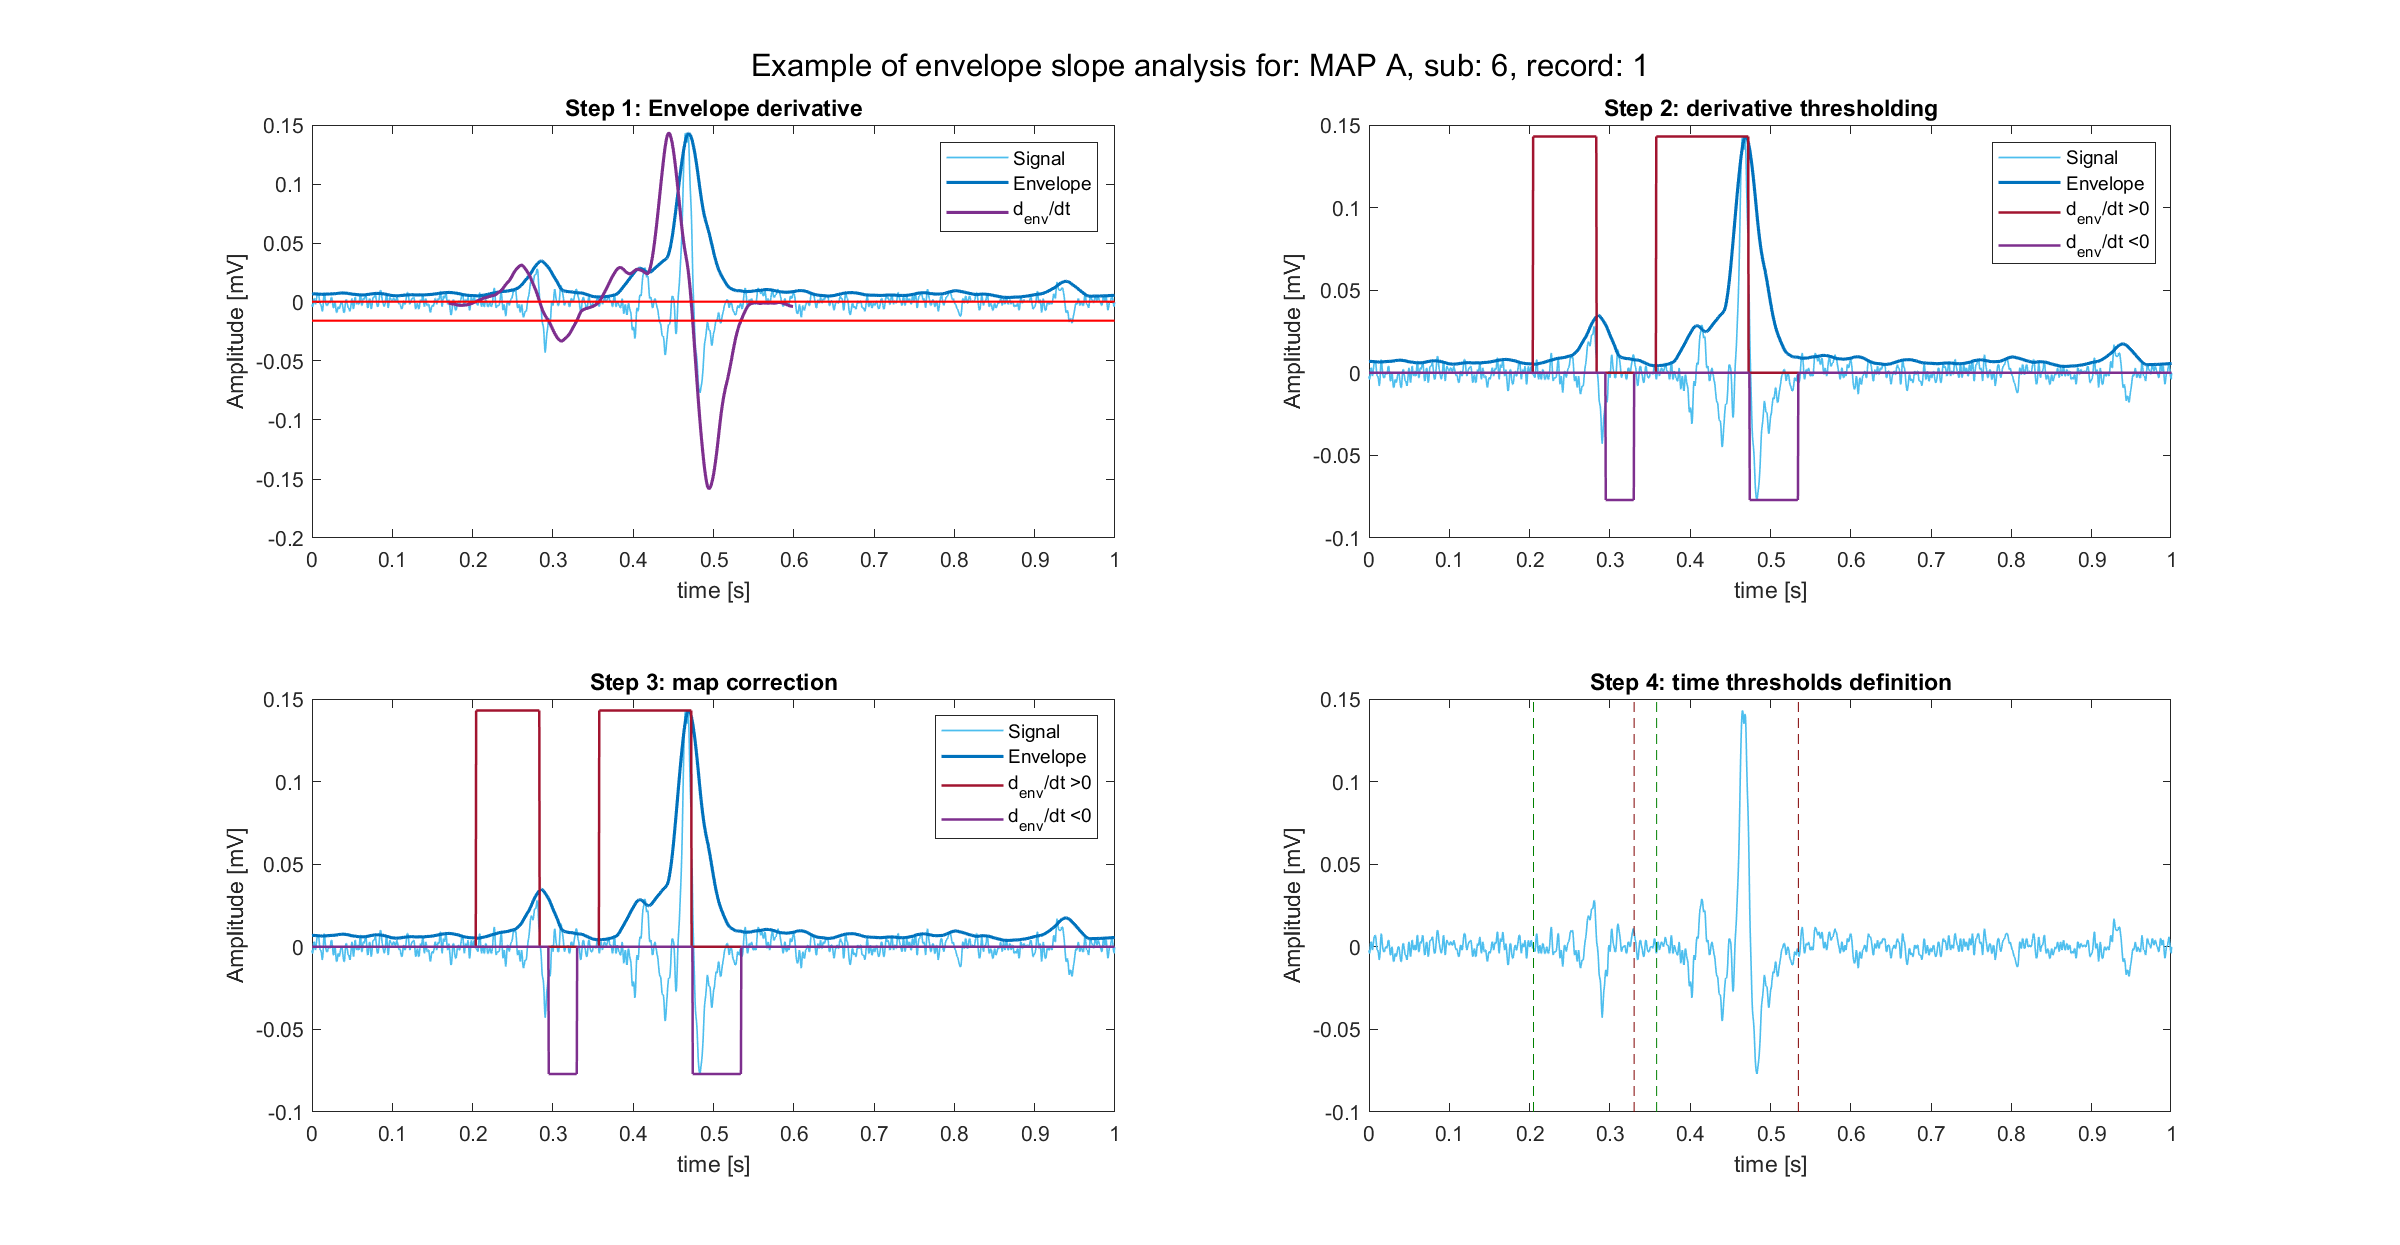 Example of envelope slope analysis for: MAP A, sub: 6, record: 1
Step 1: Envelope derivative
0.15
0.1
0.05
0
-0.05
-0.1
-0.15
-0.2
Amplitude [mV]
Signal
Envelope
d_env/dt
0 0.1 0.2 0.3 0.4 0.5 0.6 0.7 0.8 0.9 1
time [s]
Step 2: derivative thresholding
0.15
0.1
0.05
0
-0.05
-0.1
Amplitude [mV]
Signal
Envelope
d_env/dt >0
d_env/dt <0
0 0.1 0.2 0.3 0.4 0.5 0.6 0.7 0.8 0.9 1
time [s]
Step 3: map correction
0.15
0.1
0.05
0
-0.05
-0.1
Amplitude [mV]
Signal
Envelope
d_env/dt >0
d_env/dt <0
0 0.1 0.2 0.3 0.4 0.5 0.6 0.7 0.8 0.9 1
time [s]
Step 4: time thresholds definition
0.15
0.1
0.05
0
-0.05
-0.1
Amplitude [mV]
0 0.1 0.2 0.3 0.4 0.5 0.6 0.7 0.8 0.9 1
time [s]